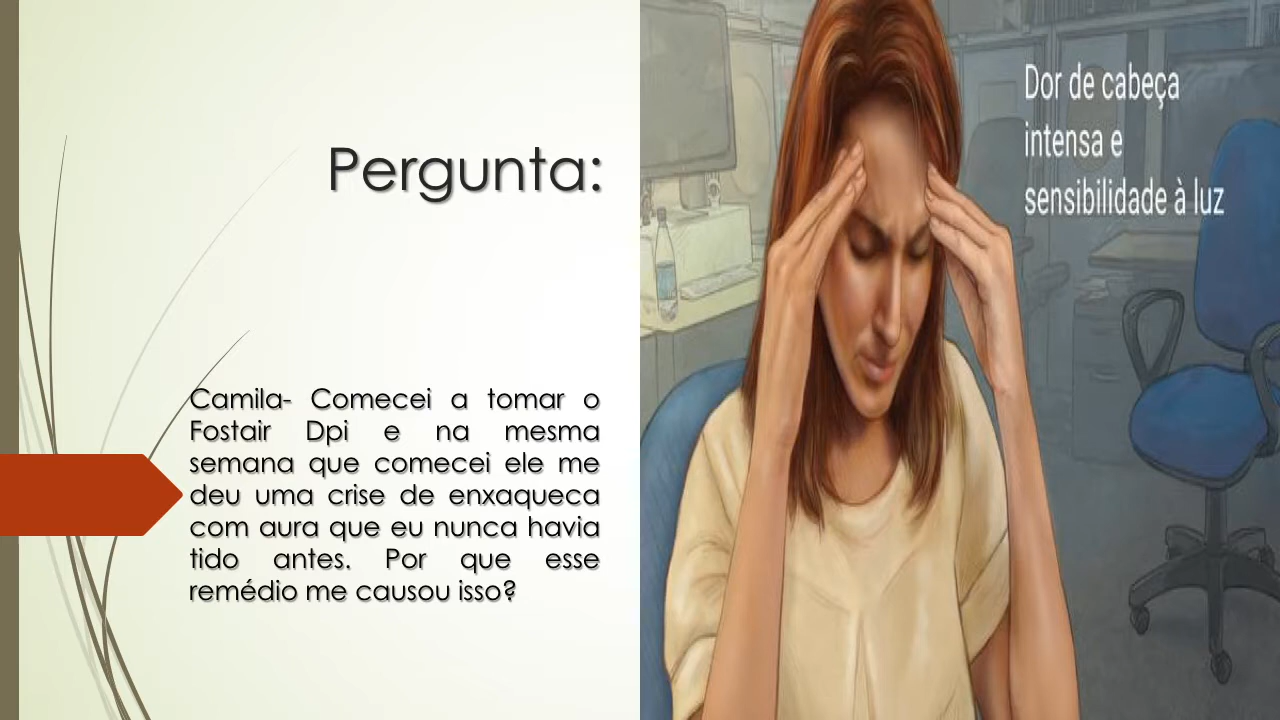 Pergunta:
Camila- Comecei a tomar o
Fostair Dpi e na mesma
semana que comecei ele me
deu uma crise de enxaqueca
com aura que eu nunca havia
tido antes. Por que esse
remédio me causou isso?
Dor de cabeça
intensa e
sensibilidade à luz